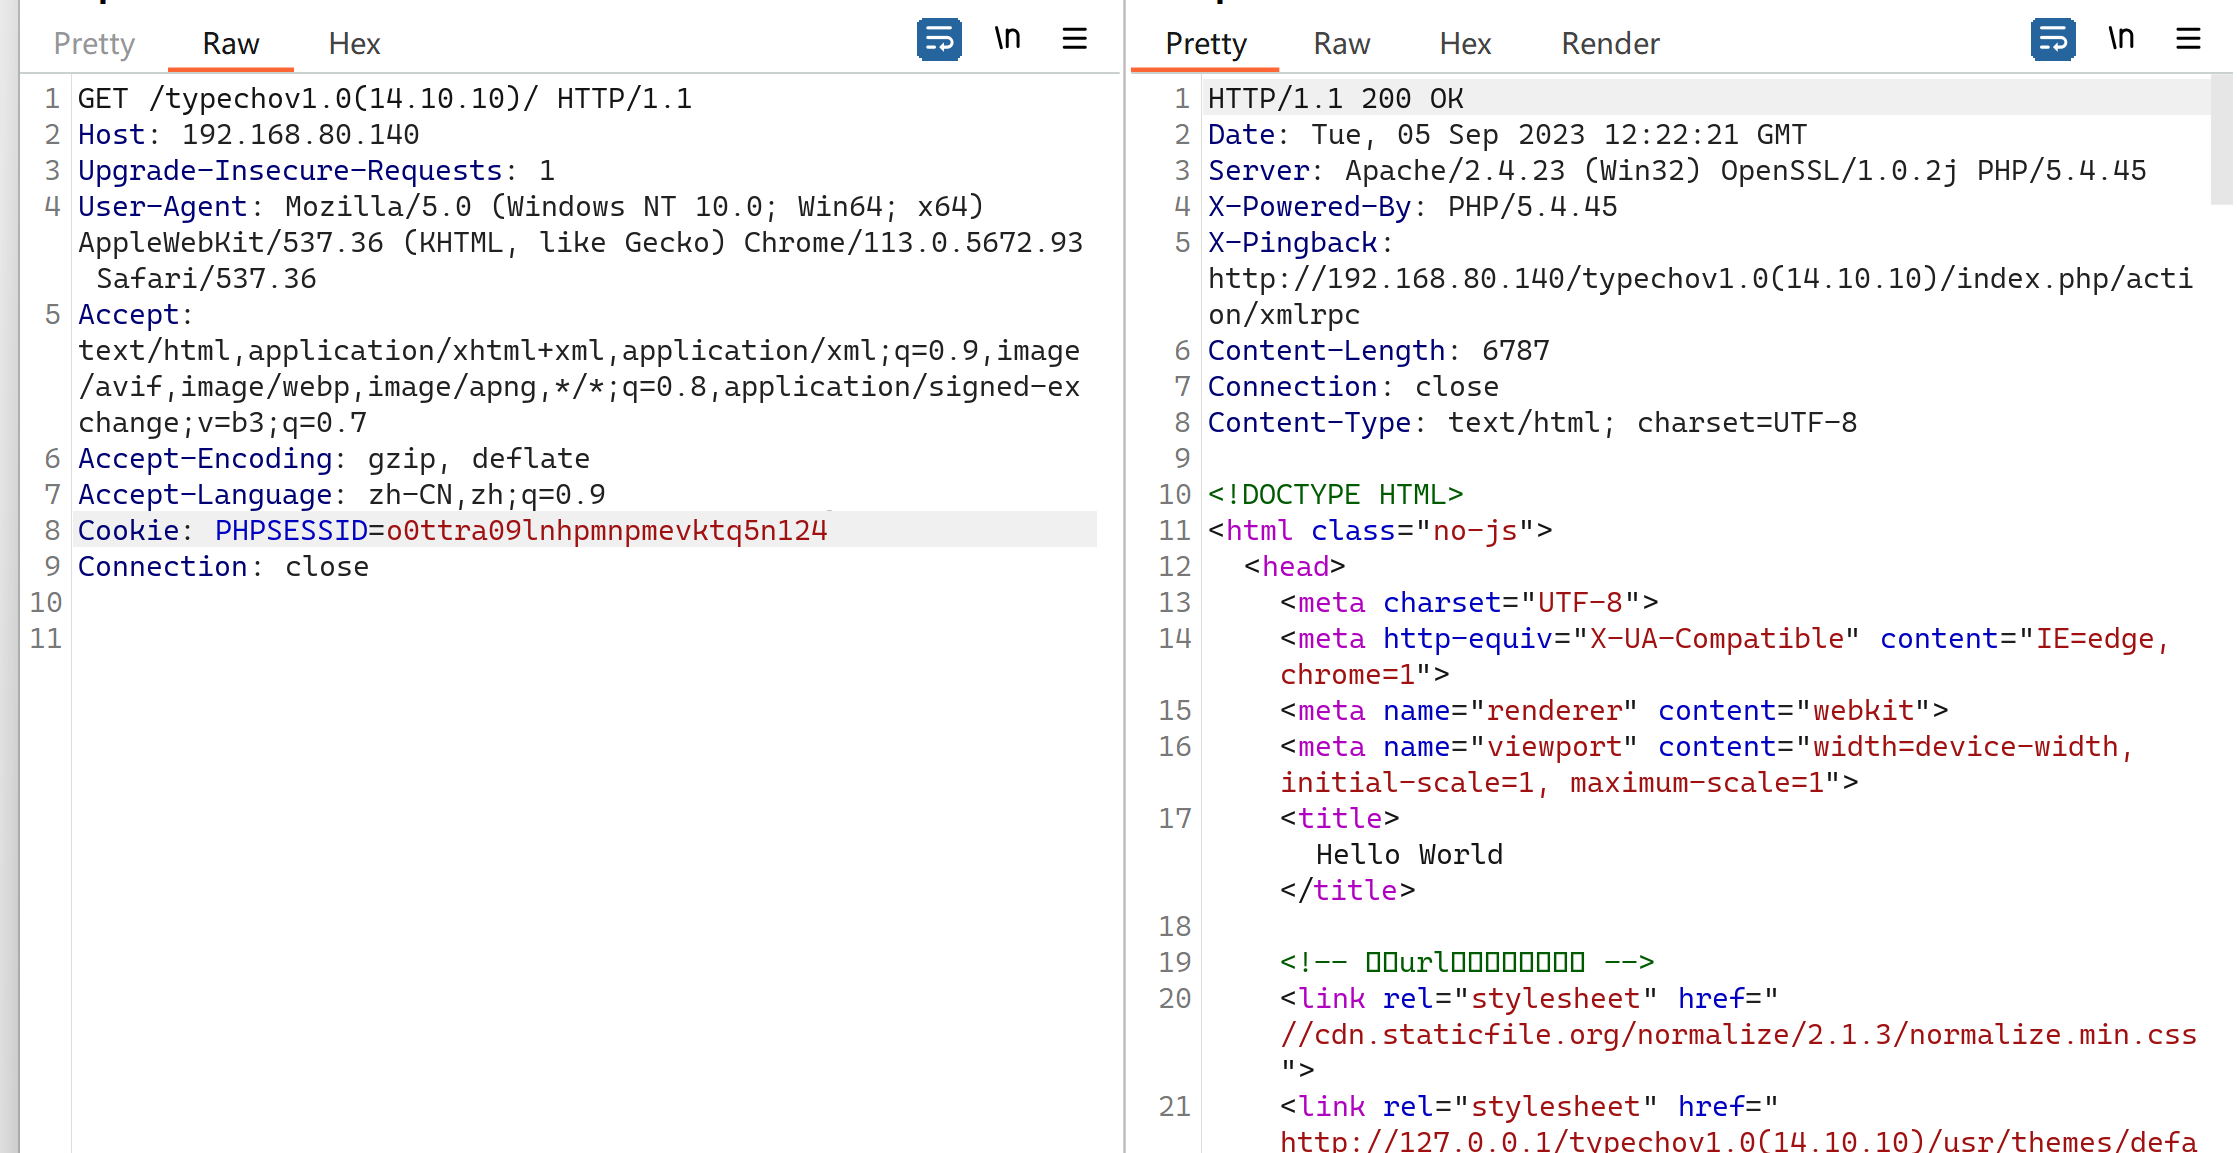 Pretty Raw Hex \n
1 GET /typechov1.0(14.10.10)/ HTTP/1.1
2 Host: 192.168.80.140
3 Upgrade-Insecure-Requests: 1
4 User-Agent: Mozilla/5.0 (Windows NT 10.0; Win64; x64)
AppleWebKit/537.36 (KHTML, like Gecko) Chrome/113.0.5672.93
Safari/537.36
5 Accept:
text/html,application/xhtml+xml,application/xml;q=0.9,image
/avif,image/webp,image/apng,*/*;q=0.8,application/signed-ex
change;v=b3;q=0.7
6 Accept-Encoding: gzip, deflate
7 Accept-Language: zh-CN,zh;q=0.9
8 Cookie: PHPSESSID=o0ttra09lnhpmnpmevktq5n124
9 Connection: close
10
11
Pretty Raw Hex Render \n
1 HTTP/1.1 200 OK
2 Date: Tue, 05 Sep 2023 12:22:21 GMT
3 Server: Apache/2.4.23 (Win32) OpenSSL/1.0.2j PHP/5.4.45
4 X-Powered-By: PHP/5.4.45
5 X-Pingback:
http://192.168.80.140/typechov1.0(14.10.10)/index.php/acti
on/xmlrpc
6 Content-Length: 6787
7 Connection: close
8 Content-Type: text/html; charset=UTF-8
9
10 <!DOCTYPE HTML>
11 <html class="no-js">
12 <head>
13 <meta charset="UTF-8">
14 <meta http-equiv="X-UA-Compatible" content="IE=edge,
chrome=1">
15 <meta name="renderer" content="webkit">
16 <meta name="viewport" content="width=device-width,
initial-scale=1, maximum-scale=1">
17 <title>
Hello World
</title>
18
19 <!-- url -->
20 <link rel="stylesheet" href="
//cdn.staticfile.org/normalize/2.1.3/normalize.min.css
">
21 <link rel="stylesheet" href="
http://127.0.0.1/typechov1.0(14.10.10)/usr/themes/defa